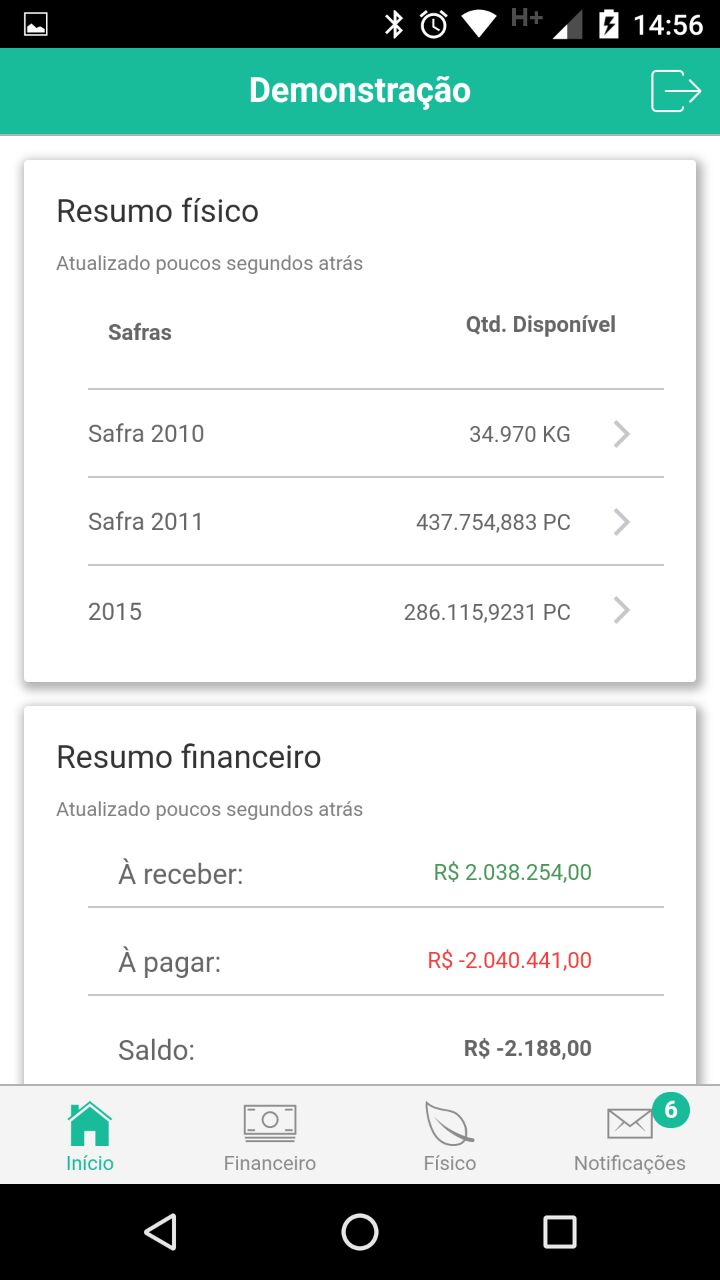 H+ 14:56
Demonstração
Resumo físico
Atualizado poucos segundos atrás
Safras Qtd. Disponível
Safra 2010 34.970 KG
Safra 2011 437.754,883 PC
2015 286.115,9231 PC
Resumo financeiro
Atualizado poucos segundos atrás
À receber: R$ 2.038.254,00
À pagar: R$ -2.040.441,00
Saldo: R$ -2.188,00
6
Início Financeiro Físico Notificações